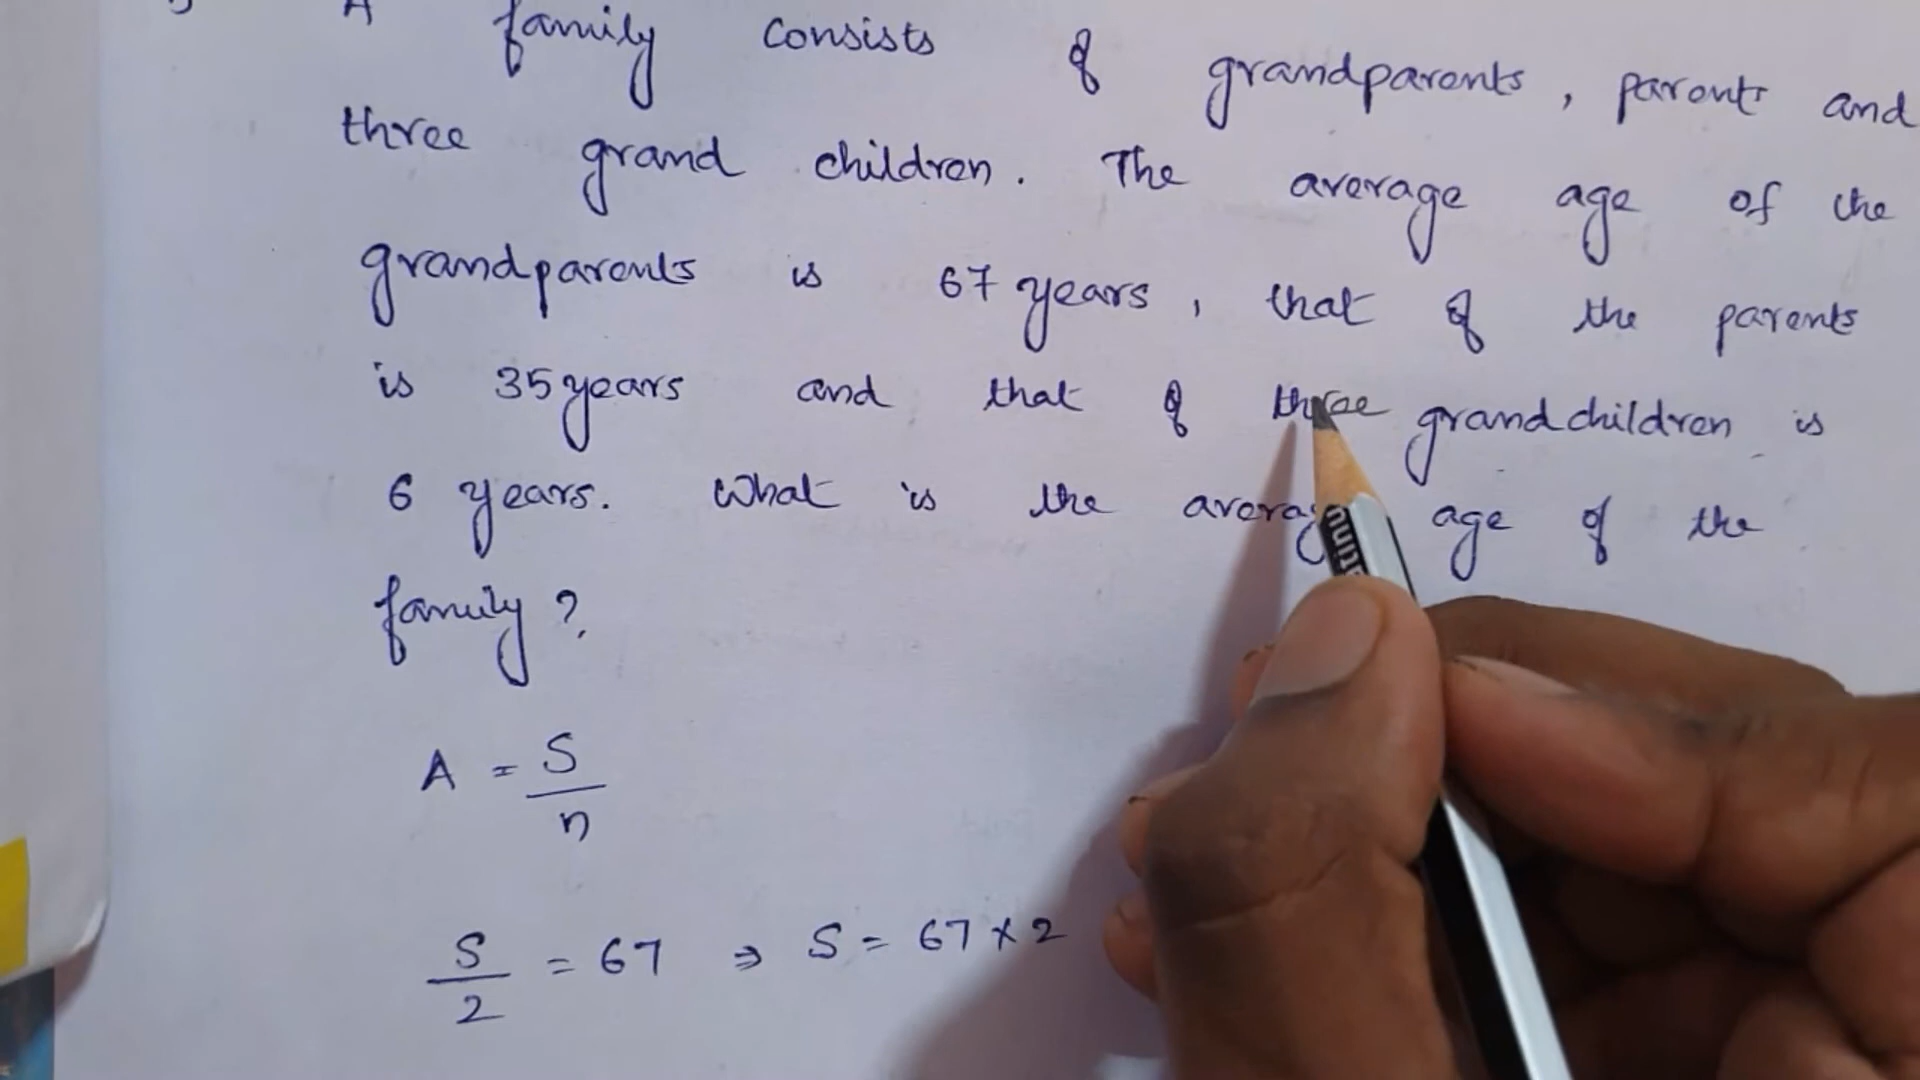 A family consists of grandparents, parents and
three grand children. The average age of the
grandparents is 67 years, that of the parents
is 35 years and that of three grandchildren is
6 years. What is the average age of the
family?
A = S/n
S/2 = 67 ⇒ S = 67 × 2